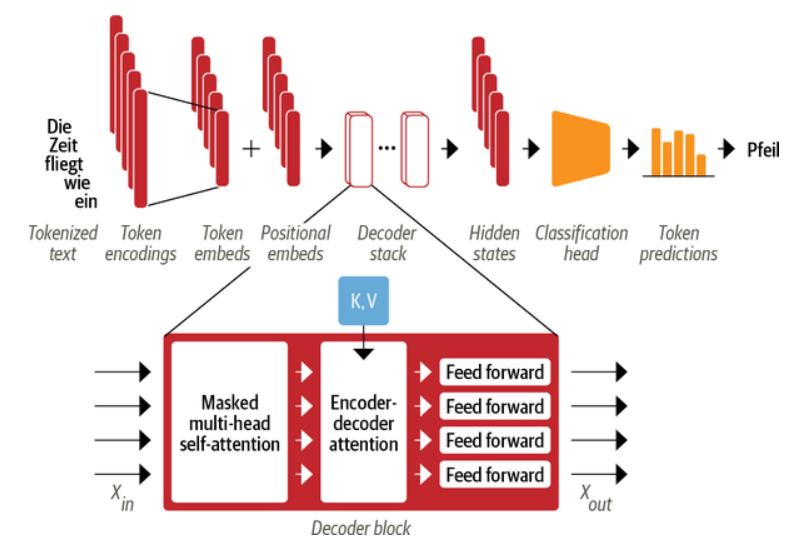 Die
Zeit
fliegt
wie
ein
+
...
Pfeil
Tokenized
text
Token
encodings
Token
embeds
Positional
embeds
Decoder
stack
Hidden
states
Classification
head
Token
predictions
K, V
Masked
multi-head
self-attention
Encoder-
decoder
attention
Feed forward
Feed forward
Feed forward
Feed forward
X in
X out
Decoder block